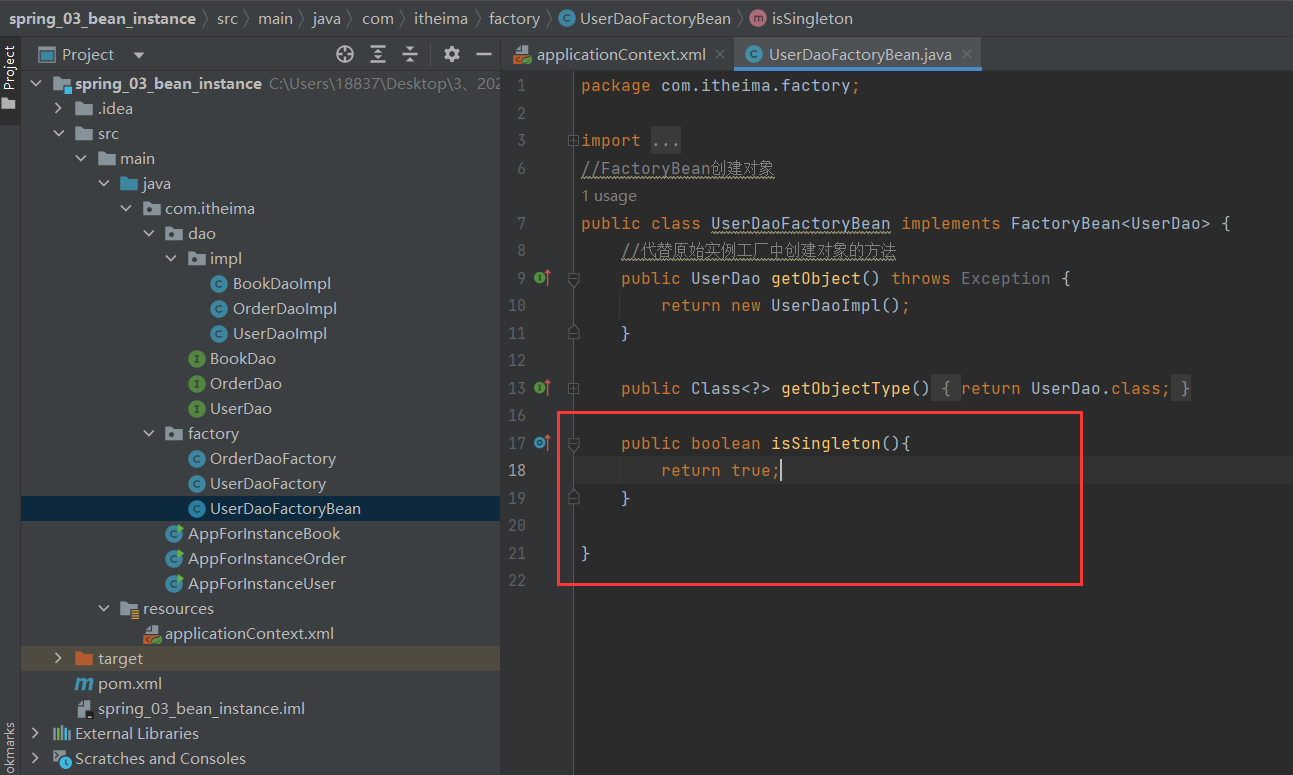 spring_03_bean_instance src main java com itheima factory UserDaoFactoryBean isSingleton
Project
Project
applicationContext.xml
UserDaoFactoryBean.java
spring_03_bean_instance C:\Users\18837\Desktop\3、202
.idea
src
main
java
com.itheima
dao
impl
BookDaoImpl
OrderDaoImpl
UserDaoImpl
BookDao
OrderDao
UserDao
factory
OrderDaoFactory
UserDaoFactory
UserDaoFactoryBean
AppForInstanceBook
AppForInstanceOrder
AppForInstanceUser
resources
applicationContext.xml
target
pom.xml
spring_03_bean_instance.iml
External Libraries
Scratches and Consoles
okmarks
1 package com.itheima.factory;
2
3 import ...
6 //FactoryBean创建对象
1 usage
7 public class UserDaoFactoryBean implements FactoryBean<UserDao> {
8 //代替原始实例工厂中创建对象的方法
9 public UserDao getObject() throws Exception {
10 return new UserDaoImpl();
11 }
12
13 public Class<?> getObjectType() { return UserDao.class; }
16
17 public boolean isSingleton(){
18 return true;
19 }
20
21 }
22